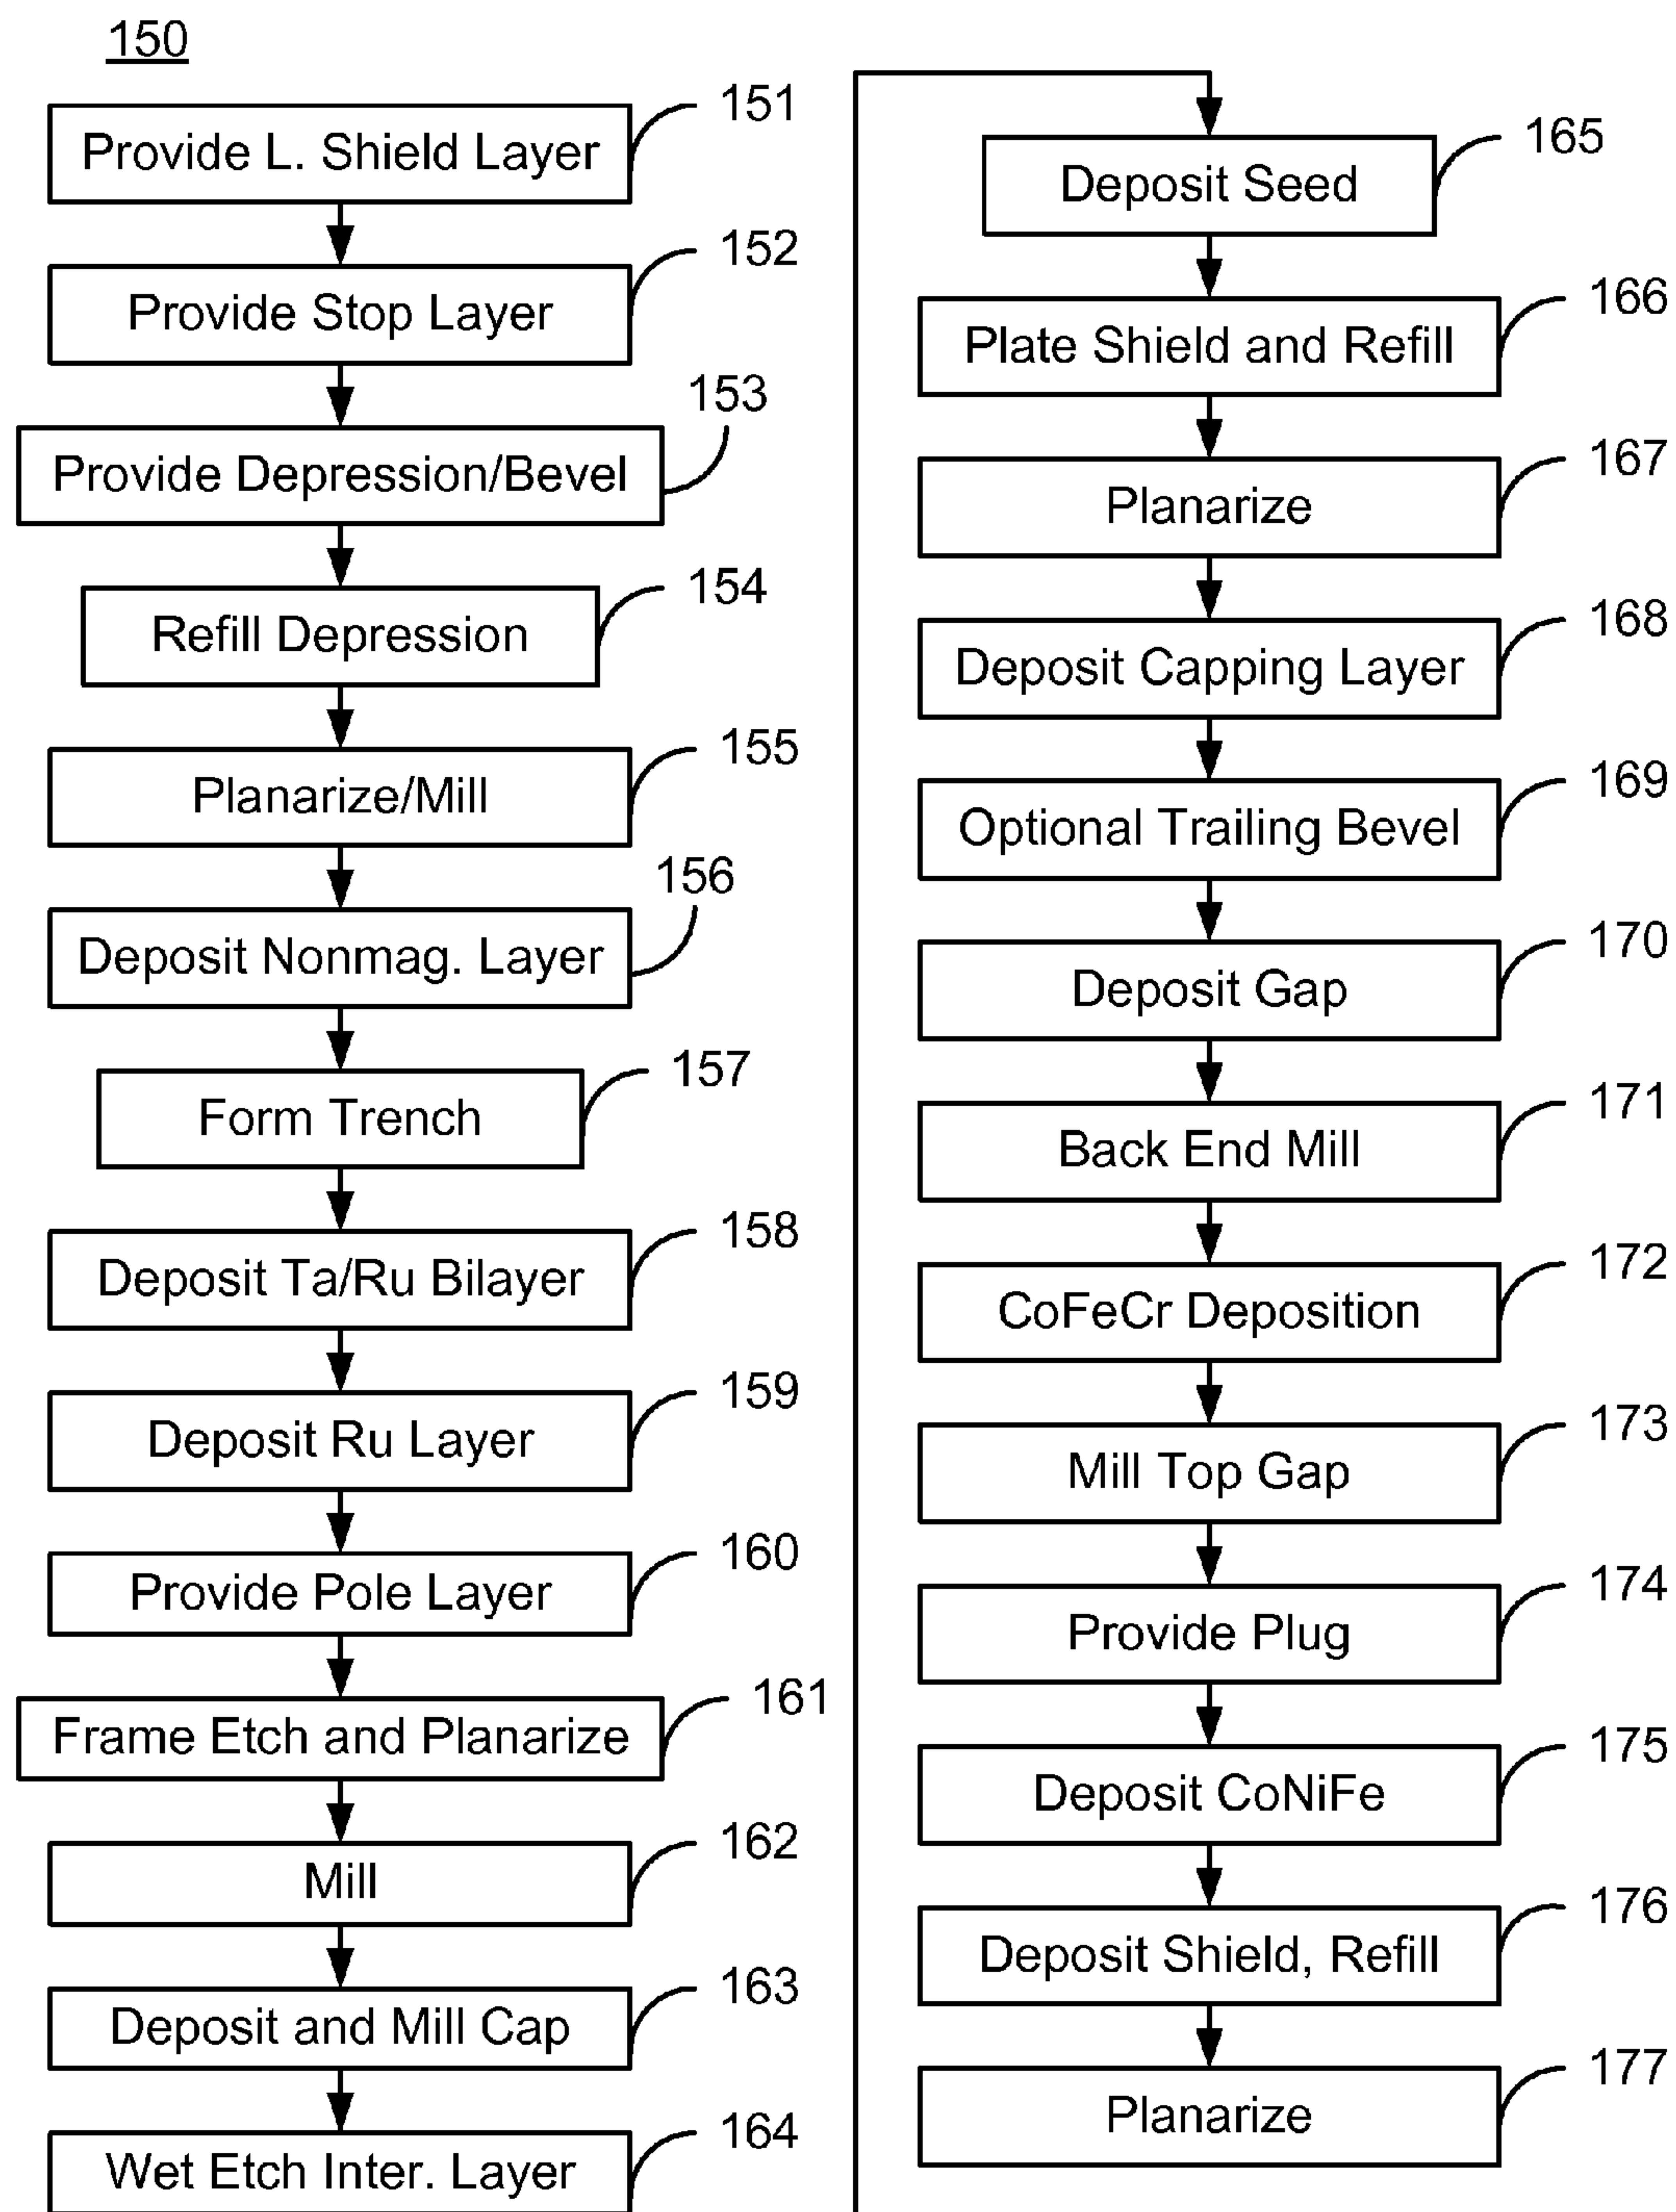 150
Provide L. Shield Layer
151
Provide Stop Layer
152
Provide Depression/Bevel
153
Refill Depression
154
Planarize/Mill
155
Deposit Nonmag. Layer
156
Form Trench
157
Deposit Ta/Ru Bilayer
158
Deposit Ru Layer
159
Provide Pole Layer
160
Frame Etch and Planarize
161
Mill
162
Deposit and Mill Cap
163
Wet Etch Inter. Layer
164
Deposit Seed
165
Plate Shield and Refill
166
Planarize
167
Deposit Capping Layer
168
Optional Trailing Bevel
169
Deposit Gap
170
Back End Mill
171
CoFeCr Deposition
172
Mill Top Gap
173
Provide Plug
174
Deposit CoNiFe
175
Deposit Shield, Refill
176
Planarize
177